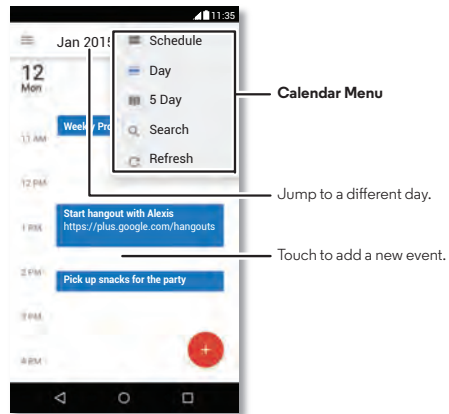 11:35
Jan 2015
Schedule
12
Mon
Day
5 Day
Calendar Menu
Search
11 AM
Weekly Pro
Refresh
12 PM
Jump to a different day.
Start hangout with Alexis
https://plus.google.com/hangouts
1 PM
Touch to add a new event.
2 PM
Pick up snacks for the party
3 PM
4 PM